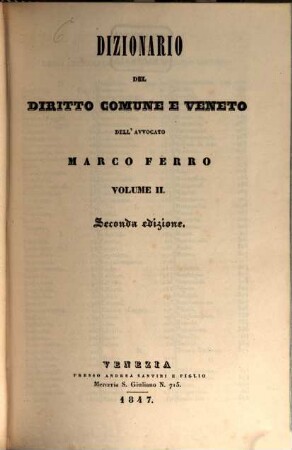 DIZIONARIO
DEL
DIRITTO COMUNE E VENETO
DELL'AVVOCATO
MARCO FERRO
VOLUME II.
Seconda edizione.
VENEZIA
PRESSO ANDREA SANTINI E FIGLIO
Merceria S. Giuliano N. 715.
1847.